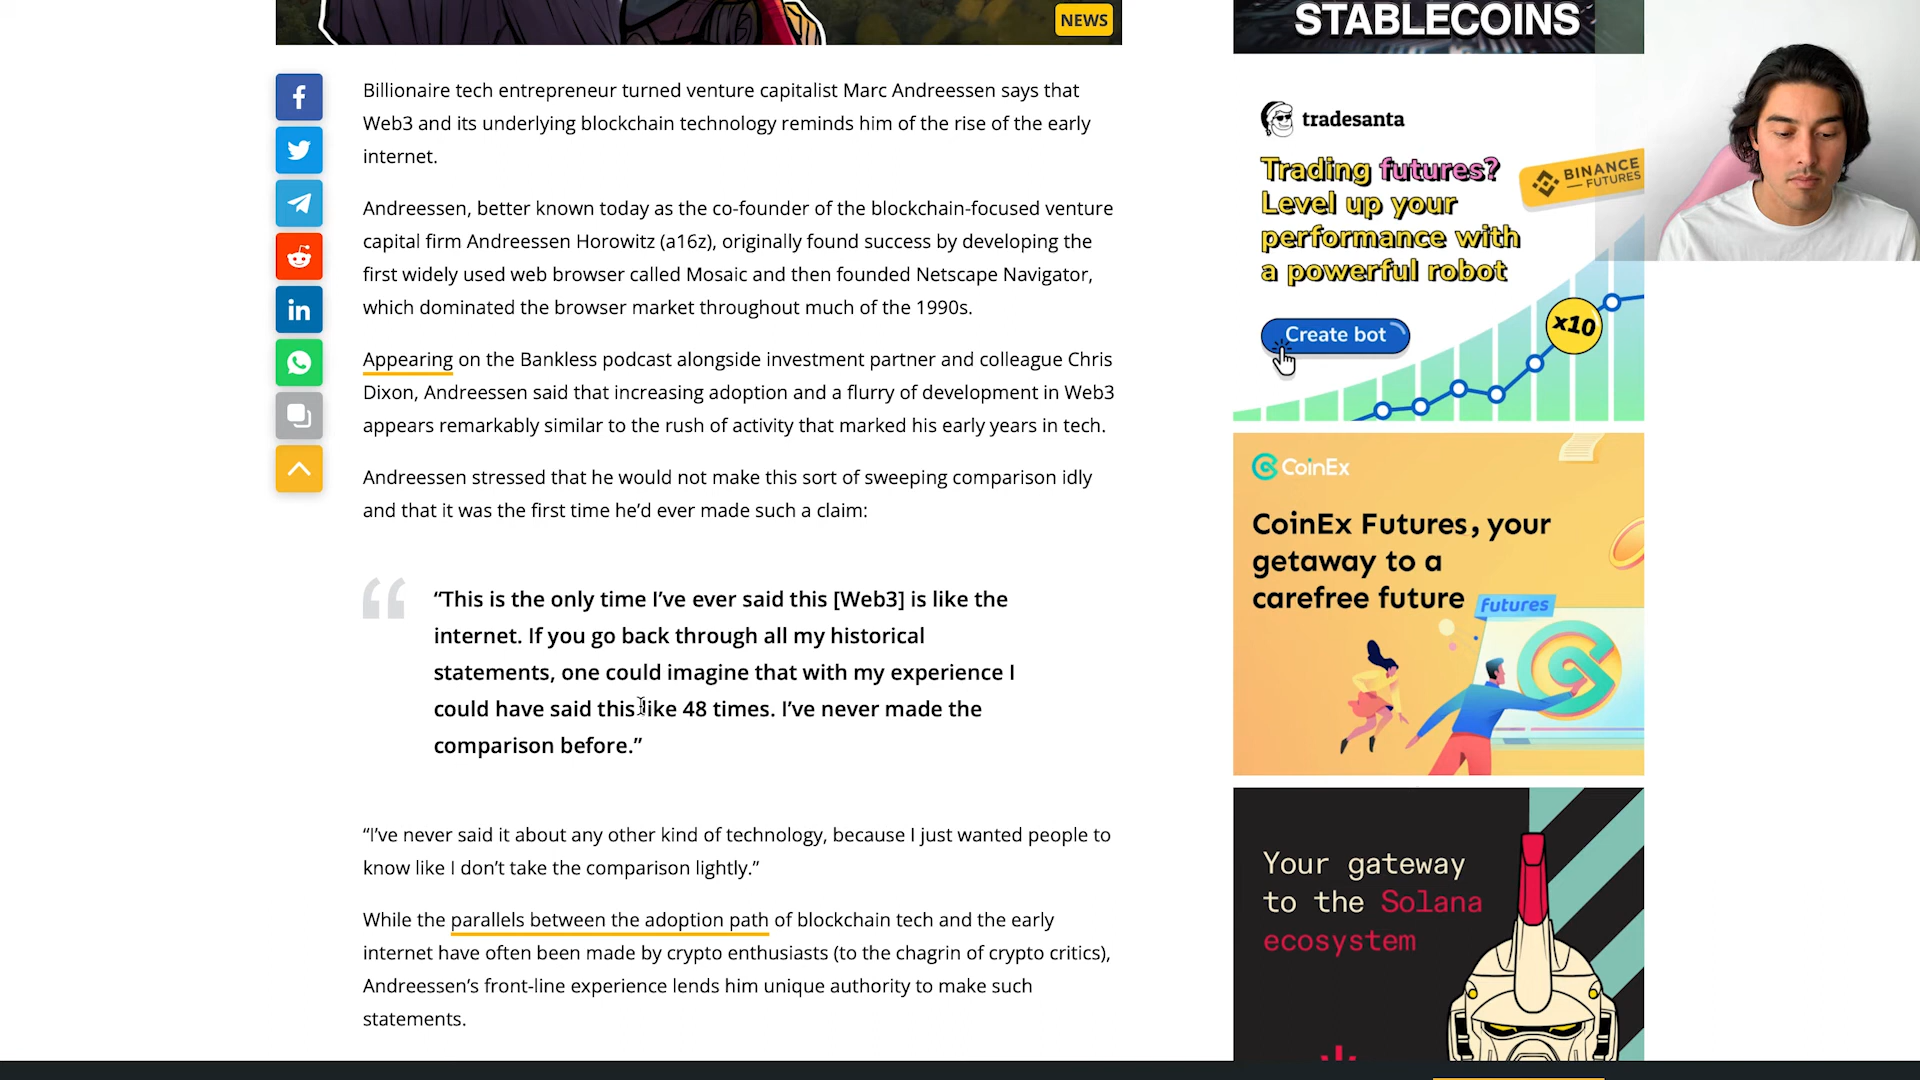 NEWS
Billionaire tech entrepreneur turned venture capitalist Marc Andreessen says that
Web3 and its underlying blockchain technology reminds him of the rise of the early
internet.
Andreessen, better known today as the co-founder of the blockchain-focused venture
capital firm Andreessen Horowitz (a16z), originally found success by developing the
first widely used web browser called Mosaic and then founded Netscape Navigator,
which dominated the browser market throughout much of the 1990s.
Appearing on the Bankless podcast alongside investment partner and colleague Chris
Dixon, Andreessen said that increasing adoption and a flurry of development in Web3
appears remarkably similar to the rush of activity that marked his early years in tech.
Andreessen stressed that he would not make this sort of sweeping comparison idly
and that it was the first time he’d ever made such a claim:
“This is the only time I’ve ever said this [Web3] is like the
internet. If you go back through all my historical
statements, one could imagine that with my experience I
could have said this like 48 times. I’ve never made the
comparison before.”
“I’ve never said it about any other kind of technology, because I just wanted people to
know like I don’t take the comparison lightly.”
While the parallels between the adoption path of blockchain tech and the early
internet have often been made by crypto enthusiasts (to the chagrin of crypto critics),
Andreessen’s front-line experience lends him unique authority to make such
statements.
STABLECOINS
tradesanta
Trading futures?
Level up your
performance with
a powerful robot
BINANCE
FUTURES
Create bot
x10
CoinEx
CoinEx Futures, your
getaway to a
carefree future
futures
Your gateway
to the Solana
ecosystem